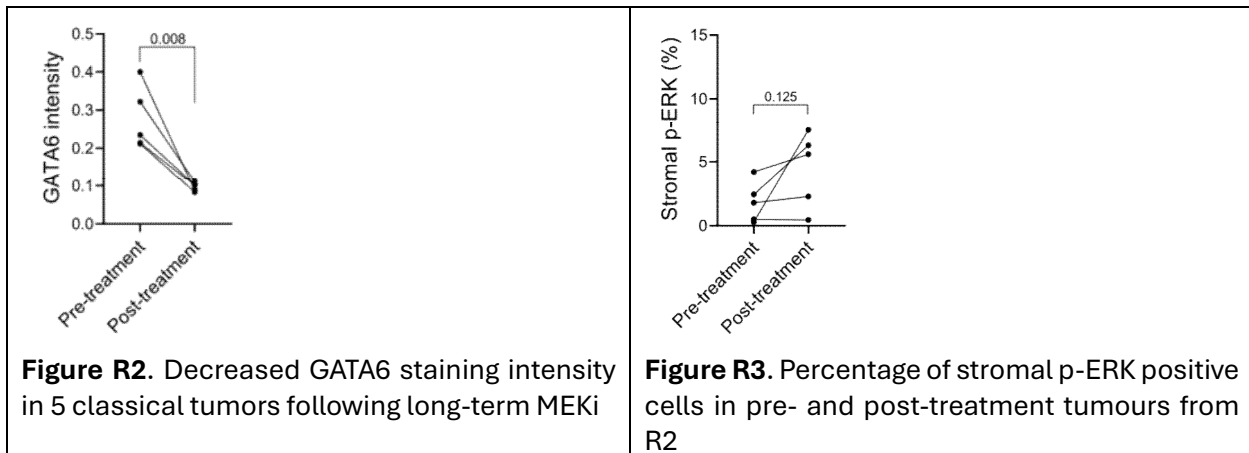 0.5
0.008
0.4
0.3
0.2
0.1
0.0
GATA6 intensity
Pre-treatment
Post-treatment
Figure R2. Decreased GATA6 staining intensity
in 5 classical tumors following long-term MEKi
15
10
0.125
5
0
Stromal p-ERK (%)
Pre-treatment
Post-treatment
Figure R3. Percentage of stromal p-ERK positive
cells in pre- and post-treatment tumours from
R2